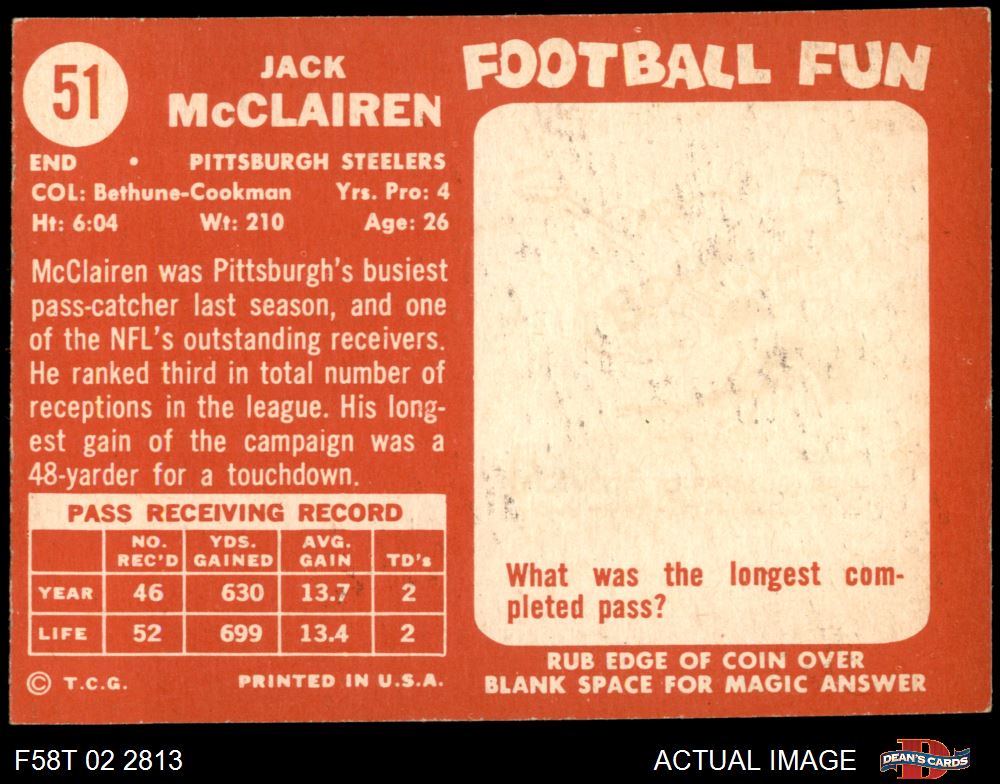 51
JACK
McCLAIREN
END • PITTSBURGH STEELERS
COL: Bethune-Cookman Yrs. Pro: 4
Ht: 6:04 Wt: 210 Age: 26
McClairen was Pittsburgh's busiest
pass-catcher last season, and one
of the NFL's outstanding receivers.
He ranked third in total number of
receptions in the league. His long-
est gain of the campaign was a
48-yarder for a touchdown.
PASS RECEIVING RECORD
NO. REC'D YDS. GAINED AVG. GAIN TD's
YEAR 46 630 13.7 2
LIFE 52 699 13.4 2
© T.C.G. PRINTED IN U.S.A.
FOOTBALL FUN
What was the longest com-
pleted pass?
RUB EDGE OF COIN OVER
BLANK SPACE FOR MAGIC ANSWER
F58T 02 2813
ACTUAL IMAGE
DEAN'S CARDS